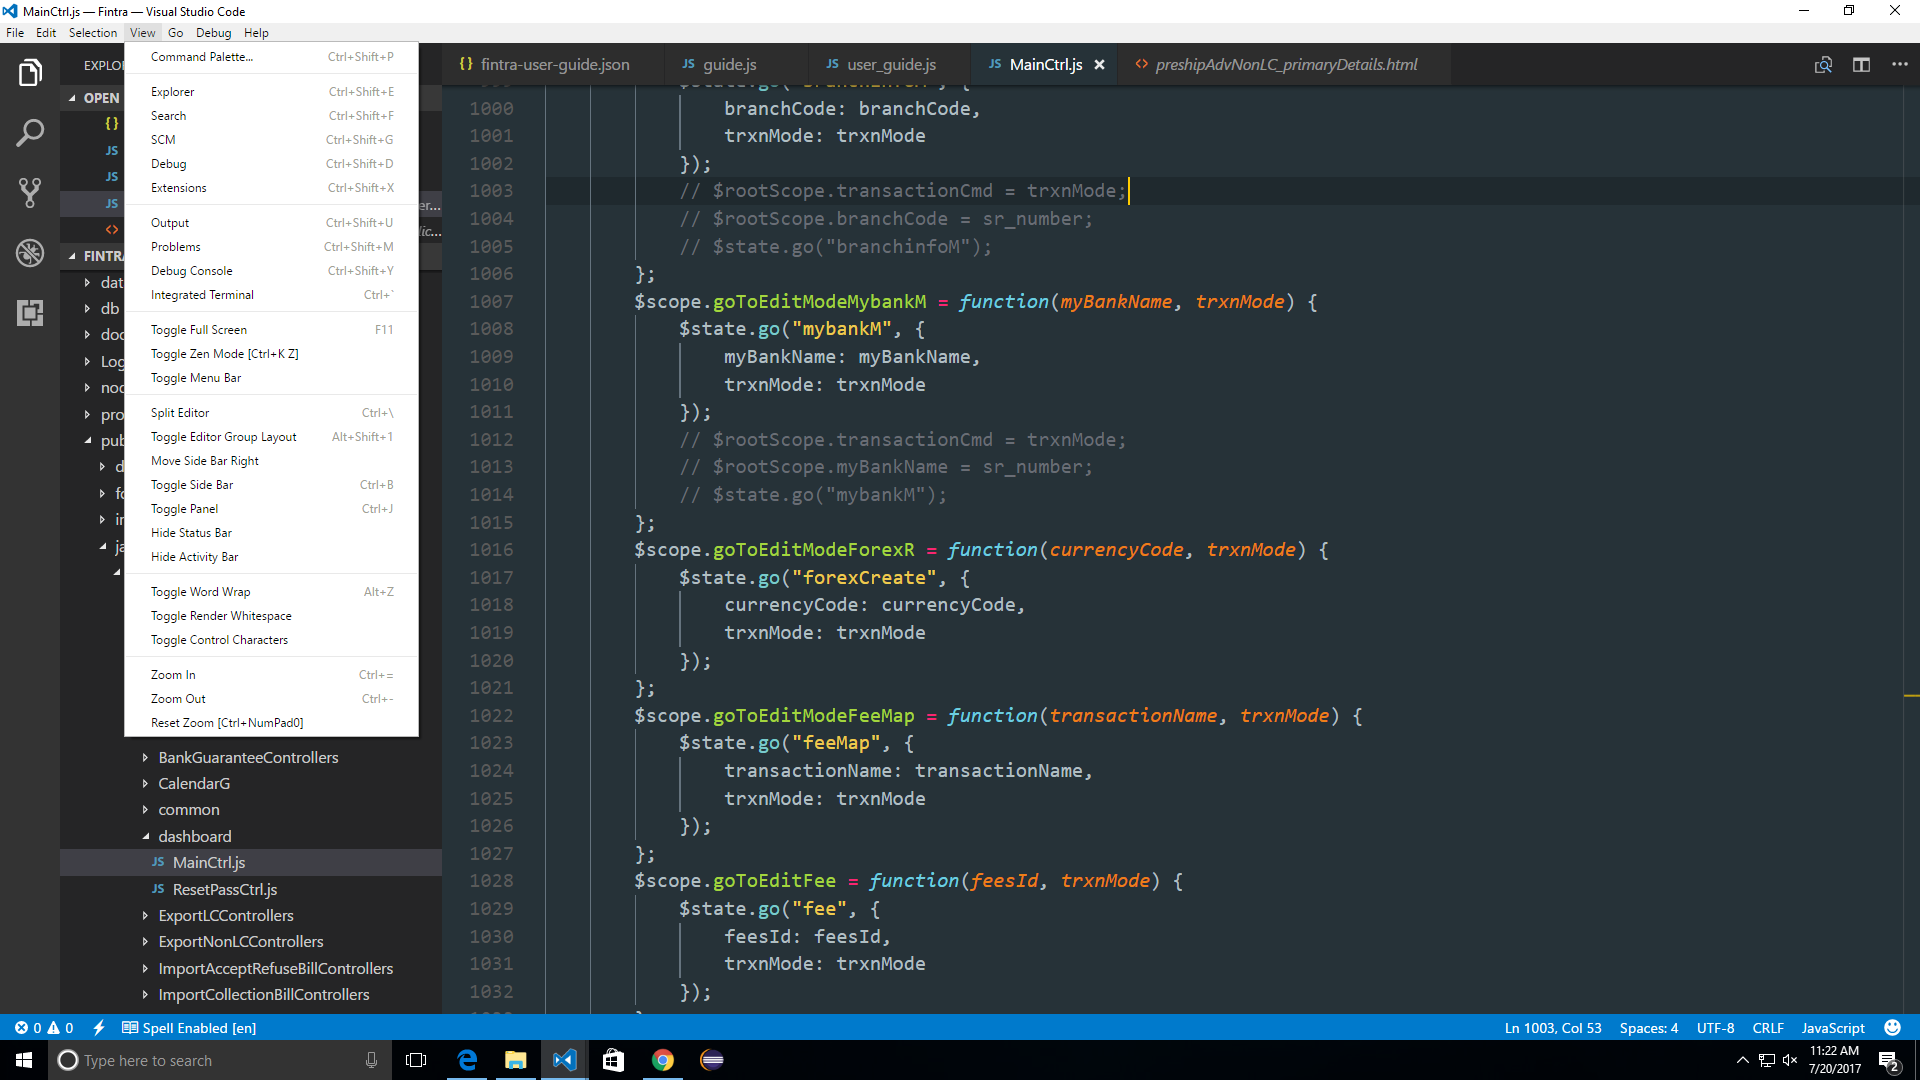 MainCtrl.js — Fintra — Visual Studio Code
File Edit Selection View Go Debug Help
Command Palette... Ctrl+Shift+P
Explorer Ctrl+Shift+E
Search Ctrl+Shift+F
SCM Ctrl+Shift+G
Debug Ctrl+Shift+D
Extensions Ctrl+Shift+X
Output Ctrl+Shift+U
Problems Ctrl+Shift+M
Debug Console Ctrl+Shift+Y
Integrated Terminal Ctrl+`
Toggle Full Screen F11
Toggle Zen Mode [Ctrl+K Z]
Toggle Menu Bar
Split Editor Ctrl+\
Toggle Editor Group Layout Alt+Shift+1
Move Side Bar Right
Toggle Side Bar Ctrl+B
Toggle Panel Ctrl+J
Hide Status Bar
Hide Activity Bar
Toggle Word Wrap Alt+Z
Toggle Render Whitespace
Toggle Control Characters
Zoom In Ctrl+=
Zoom Out Ctrl+-
Reset Zoom [Ctrl+NumPad0]
EXPLO
OPEN
{}
JS
JS
JS er...
<> lic...
FINTRA
dat
db
doc
Log
noc
pro
pub
d
fo
in
ja
BankGuaranteeControllers
CalendarG
common
dashboard
JS MainCtrl.js
JS ResetPassCtrl.js
ExportLCControllers
ExportNonLCControllers
ImportAcceptRefuseBillControllers
ImportCollectionBillControllers
{} fintra-user-guide.json JS guide.js JS user_guide.js JS MainCtrl.js × <> preshipAdvNonLC_primaryDetails.html
1000 branchCode: branchCode,
1001 trxnMode: trxnMode
1002 });
1003 // $rootScope.transactionCmd = trxnMode;
1004 // $rootScope.branchCode = sr_number;
1005 // $state.go("branchinfoM");
1006 };
1007 $scope.goToEditModeMybankM = function(myBankName, trxnMode) {
1008 $state.go("mybankM", {
1009 myBankName: myBankName,
1010 trxnMode: trxnMode
1011 });
1012 // $rootScope.transactionCmd = trxnMode;
1013 // $rootScope.myBankName = sr_number;
1014 // $state.go("mybankM");
1015 };
1016 $scope.goToEditModeForexR = function(currencyCode, trxnMode) {
1017 $state.go("forexCreate", {
1018 currencyCode: currencyCode,
1019 trxnMode: trxnMode
1020 });
1021 };
1022 $scope.goToEditModeFeeMap = function(transactionName, trxnMode) {
1023 $state.go("feeMap", {
1024 transactionName: transactionName,
1025 trxnMode: trxnMode
1026 });
1027 };
1028 $scope.goToEditFee = function(feesId, trxnMode) {
1029 $state.go("fee", {
1030 feesId: feesId,
1031 trxnMode: trxnMode
1032 });
0 0 Spell Enabled [en] Ln 1003, Col 53 Spaces: 4 UTF-8 CRLF JavaScript
Type here to search
11:22 AM
7/20/2017
2